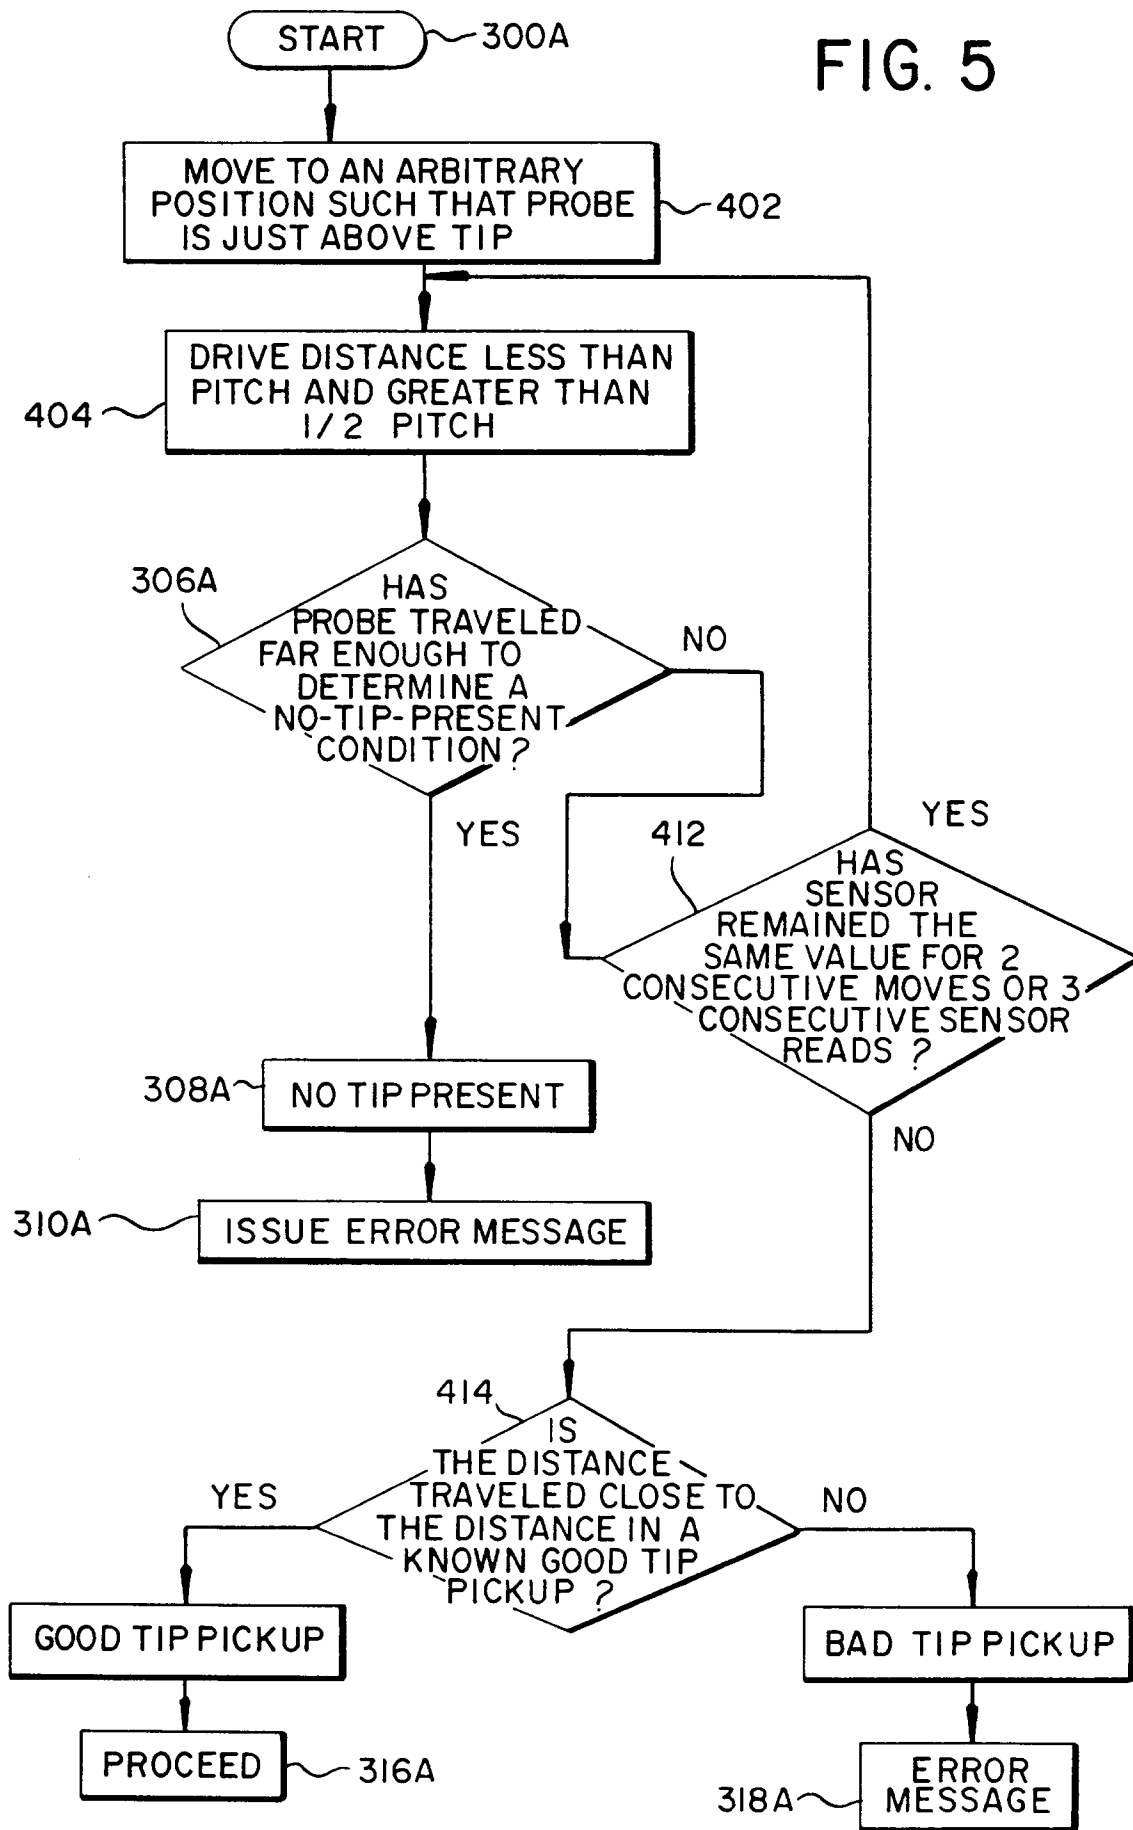 START
300A
FIG. 5
MOVE TO AN ARBITRARY
POSITION SUCH THAT PROBE
IS JUST ABOVE TIP
402
DRIVE DISTANCE LESS THAN
PITCH AND GREATER THAN
1/2 PITCH
404
306A
HAS
PROBE TRAVELED
FAR ENOUGH TO
DETERMINE A
NO-TIP-PRESENT
CONDITION?
NO
YES
412
YES
HAS
SENSOR
REMAINED THE
SAME VALUE FOR 2
CONSECUTIVE MOVES OR 3
CONSECUTIVE SENSOR
READS ?
NO
308A
NO TIP PRESENT
310A
ISSUE ERROR MESSAGE
414
IS
THE DISTANCE
TRAVELED CLOSE TO
THE DISTANCE IN A
KNOWN GOOD TIP
PICKUP ?
YES
NO
GOOD TIP PICKUP
BAD TIP PICKUP
PROCEED
316A
318A
ERROR
MESSAGE